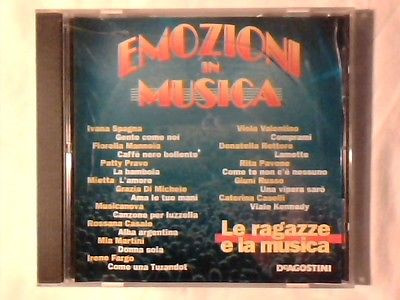 EMOZIONI
IN
MUSICA
Ivana Spagna
Gente come noi
Fiorella Mannoia
Caffè nero bollente
Patty Pravo
La bambola
Mietta L'amore
Grazia Di Michele
Ama le tuo mani
Musicanova
Canzone per Iuzzella
Rossana Casale
Alba argentina
Mia Martini
Donna sola
Irene Fargo
Come una Turandot
Viola Valentino
Comprami
Donatella Rettore
Lamette
Rita Pavone
Come te non c'è nessuno
Giuni Russo
Una vipera sarò
Caterina Caselli
Viale Kennedy
Le ragazze
e la musica
DEAGOSTINI